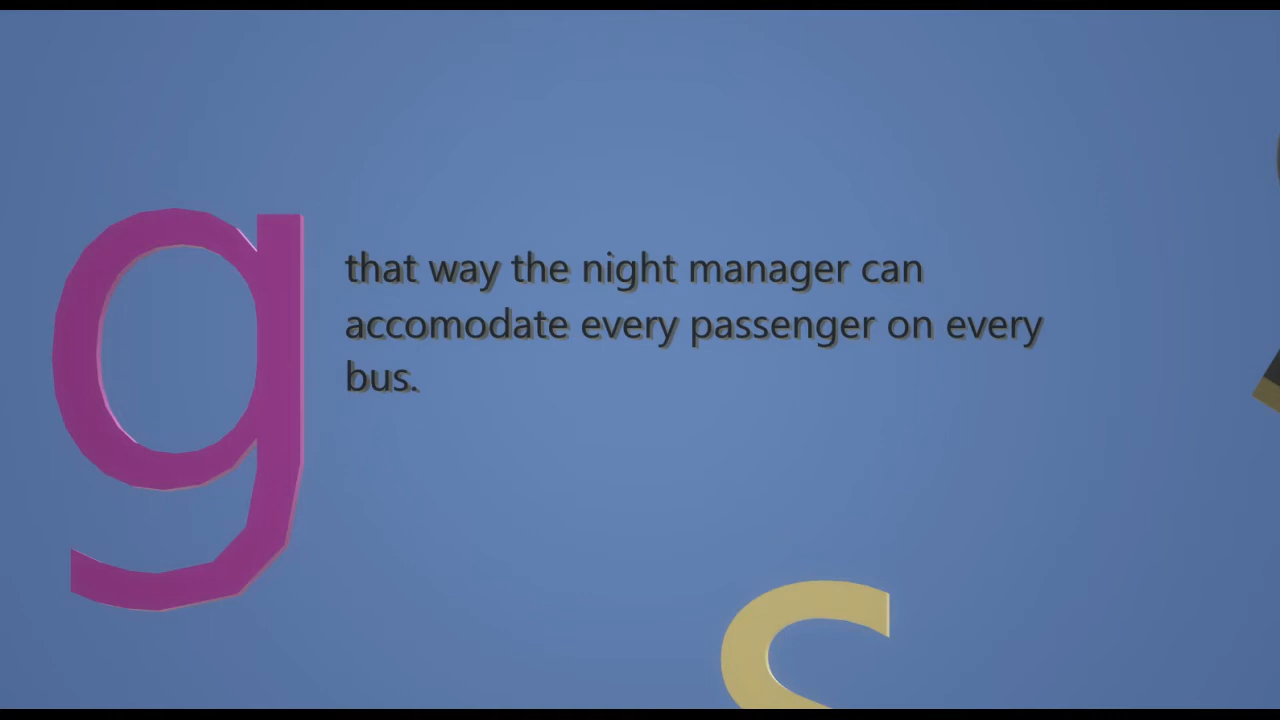 g
that way the night manager can
accomodate every passenger on every
bus.
s